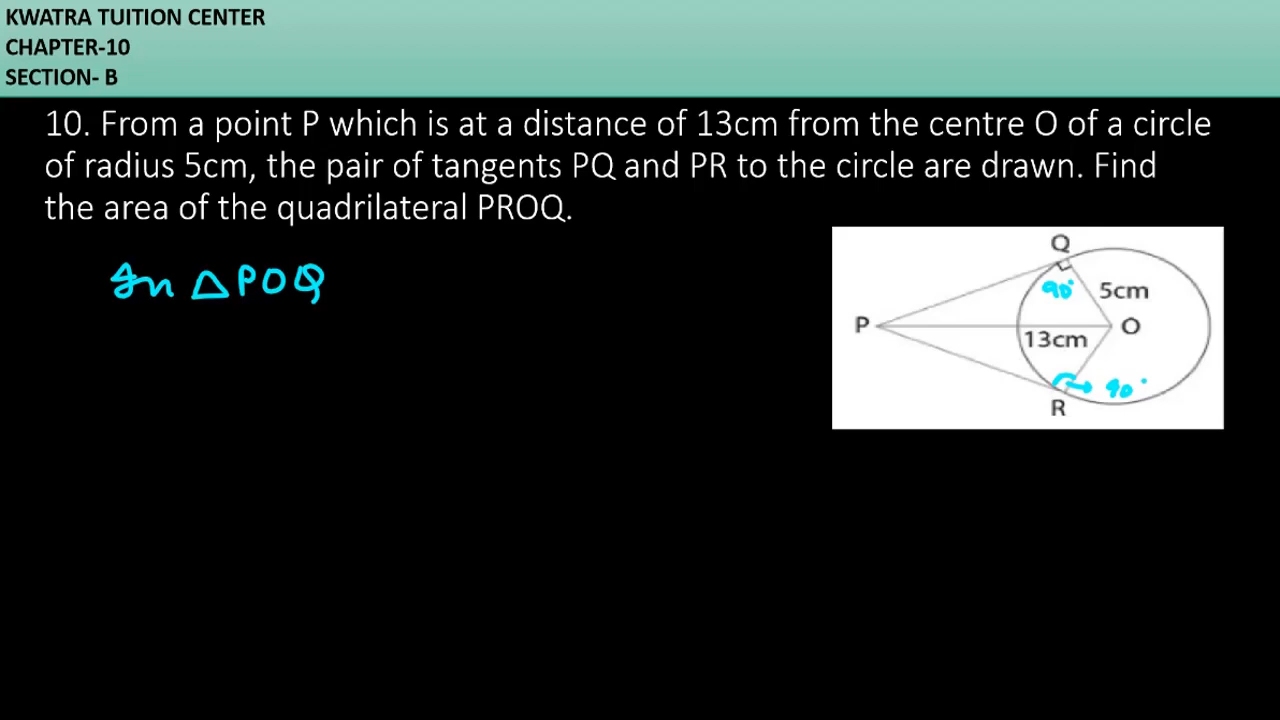 KWATRA TUITION CENTER
CHAPTER-10
SECTION- B
10. From a point P which is at a distance of 13cm from the centre O of a circle
of radius 5cm, the pair of tangents PQ and PR to the circle are drawn. Find
the area of the quadrilateral PROQ.
In △POQ
Q
90°
5cm
P
O
13cm
90°
R